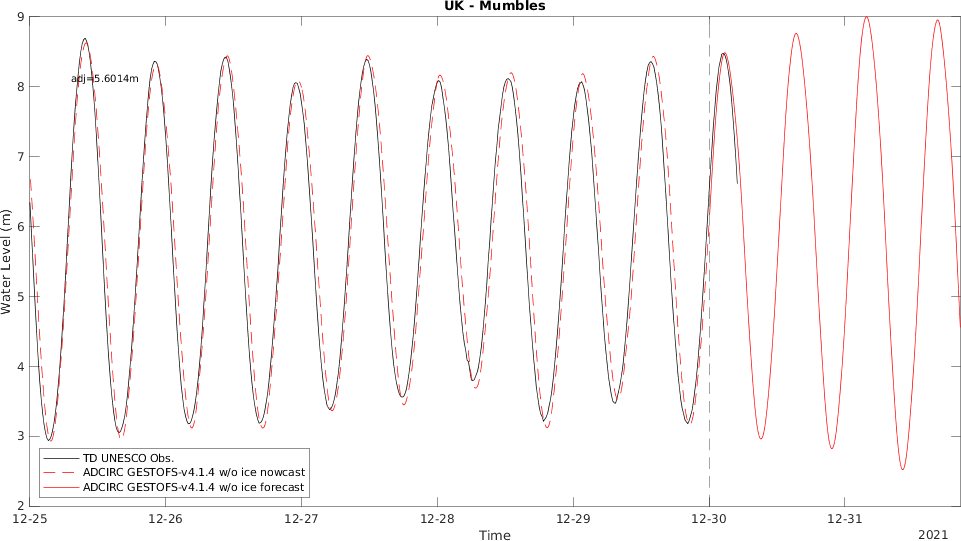 UK - Mumbles
9
adj=5.6014m
8
7
6
5
4
3
2
Water Level (m)
TD UNESCO Obs.
ADCIRC GESTOFS-v4.1.4 w/o ice nowcast
ADCIRC GESTOFS-v4.1.4 w/o ice forecast
12-25 12-26 12-27 12-28 12-29 12-30 12-31
Time
2021